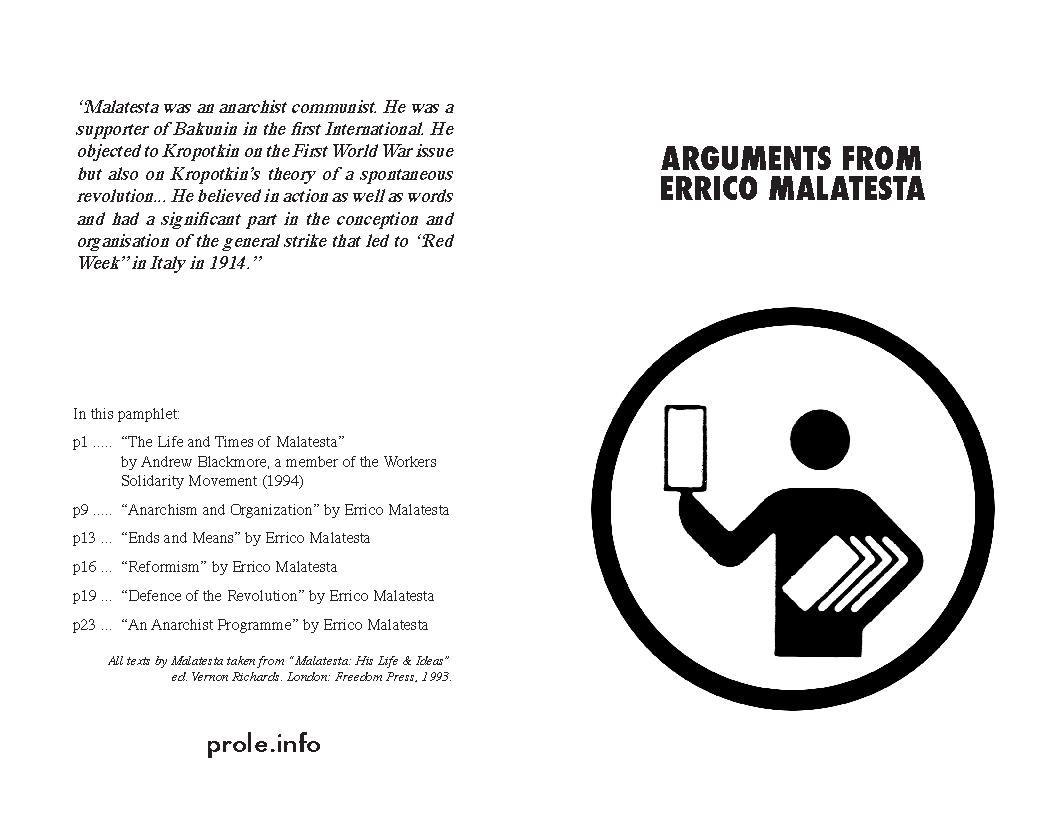 “Malatesta was an anarchist communist. He was a
supporter of Bakunin in the first International. He
objected to Kropotkin on the First World War issue
but also on Kropotkin’s theory of a spontaneous
revolution... He believed in action as well as words
and had a significant part in the conception and
organisation of the general strike that led to “Red
Week” in Italy in 1914.”
In this pamphlet:
p1 ..... “The Life and Times of Malatesta”
by Andrew Blackmore, a member of the Workers
Solidarity Movement (1994)
p9 ..... “Anarchism and Organization” by Errico Malatesta
p13 ... “Ends and Means” by Errico Malatesta
p16 ... “Reformism” by Errico Malatesta
p19 ... “Defence of the Revolution” by Errico Malatesta
p23 ... “An Anarchist Programme” by Errico Malatesta
All texts by Malatesta taken from “Malatesta: His Life & Ideas”
ed. Vernon Richards. London: Freedom Press, 1993.
prole.info
ARGUMENTS FROM
ERRICO MALATESTA